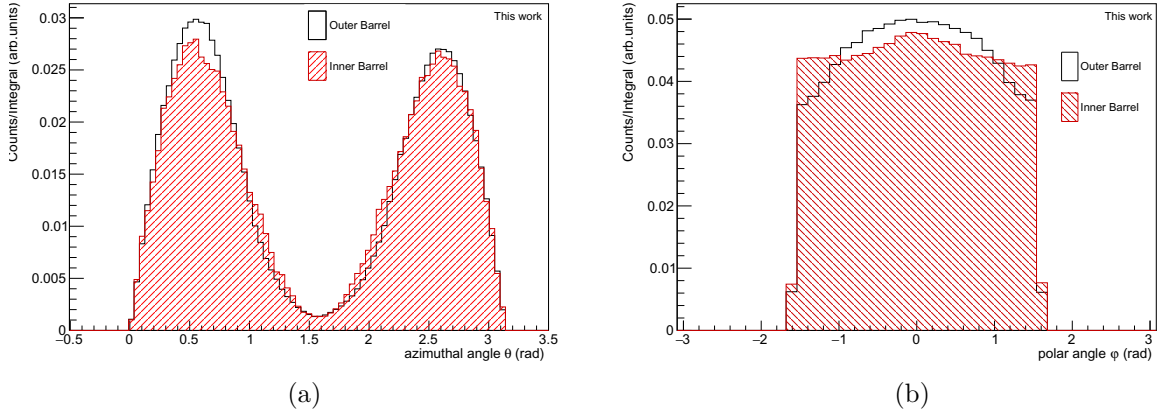 Counts/Integral (arb.units)
0.03
0.025
0.02
0.015
0.01
0.005
0
−0.5 0 0.5 1 1.5 2 2.5 3 3.5
azimuthal angle θ (rad)
This work
Outer Barrel
Inner Barrel
(a)
Counts/Integral (arb.units)
0.05
0.04
0.03
0.02
0.01
0
−3 −2 −1 0 1 2 3
polar angle φ (rad)
This work
Outer Barrel
Inner Barrel
(b)